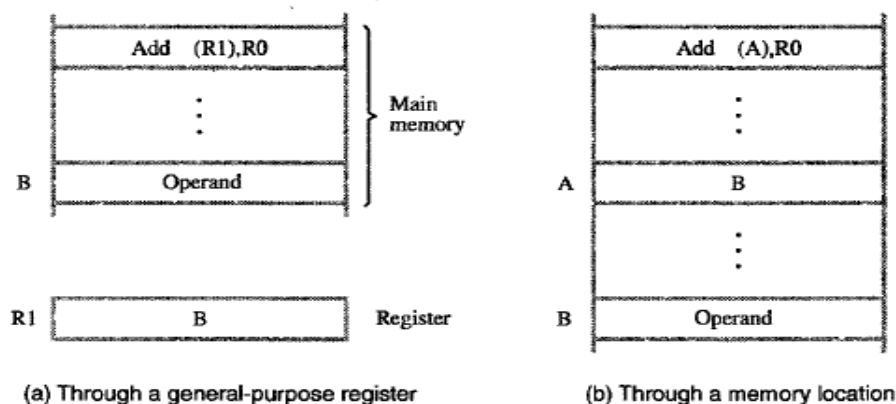 Add (R1),R0
Main
memory
B Operand
R1 B Register
(a) Through a general-purpose register
Add (A),R0
A B
B Operand
(b) Through a memory location